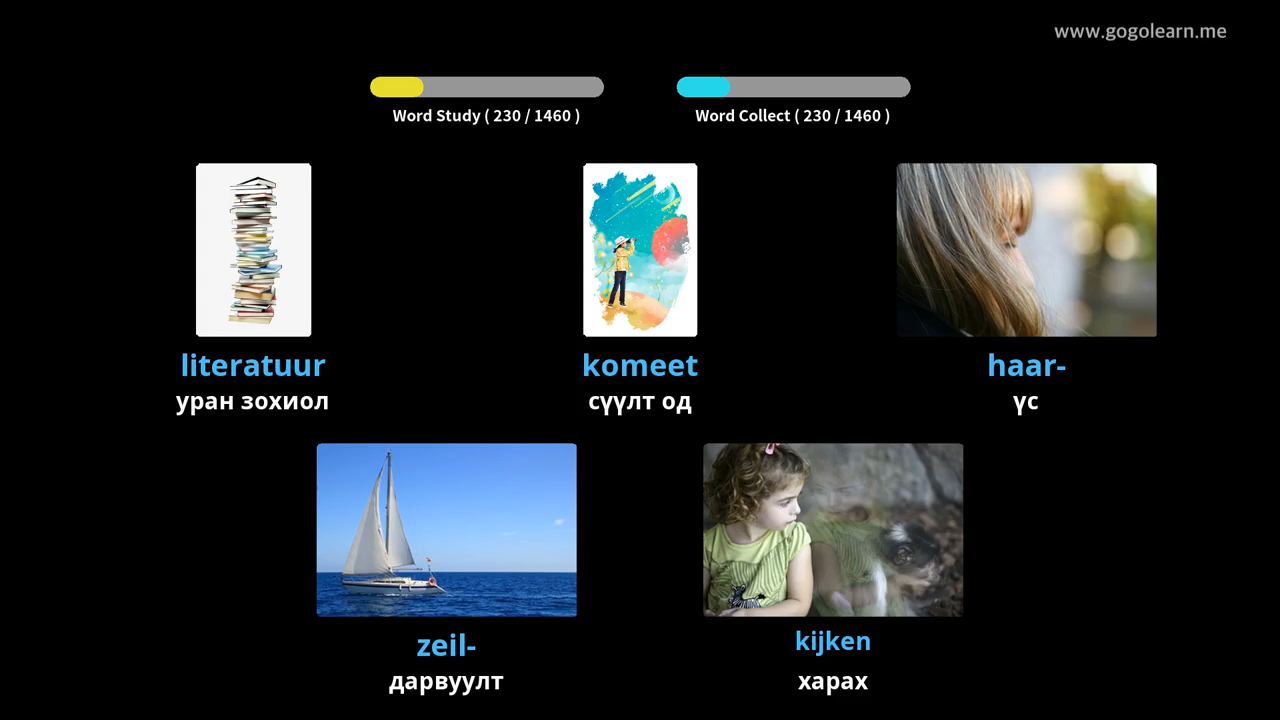 www.gogolearn.me
Word Study ( 230 / 1460 )
Word Collect ( 230 / 1460 )
literatuur
уран зохиол
komeet
сүүлт од
haar-
үс
zeil-
дарвуулт
kijken
харах